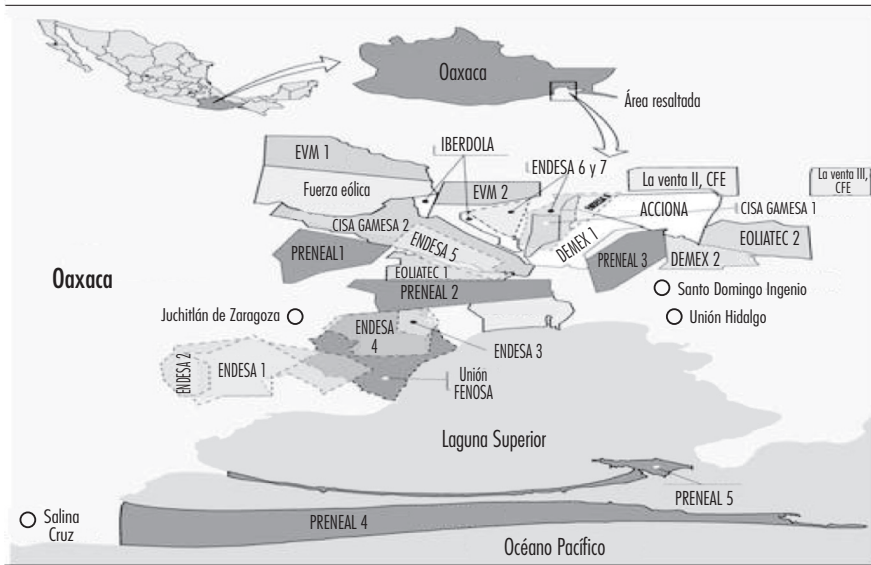 Oaxaca
Área resaltada
EVM 1
IBERDOLA
ENDESA 6 y 7
La venta II, CFE
La venta III,
CFE
Fuerza eólica
EVM 2
ACCIONA
CISA GAMESA 1
CISA GAMESA 2
ENDESA 5
DEMEX 1
EOLIATEC 2
PRENEAL1
PRENEAL 3
DEMEX 2
Oaxaca
EOLIATEC 1
PRENEAL 2
Santo Domingo Ingenio
Juchitlán de Zaragoza
Unión Hidalgo
ENDESA
4
ENDESA 3
ENDESA 2
ENDESA 1
Unión
FENOSA
Laguna Superior
PRENEAL 5
Salina
Cruz
PRENEAL 4
Océano Pacífico